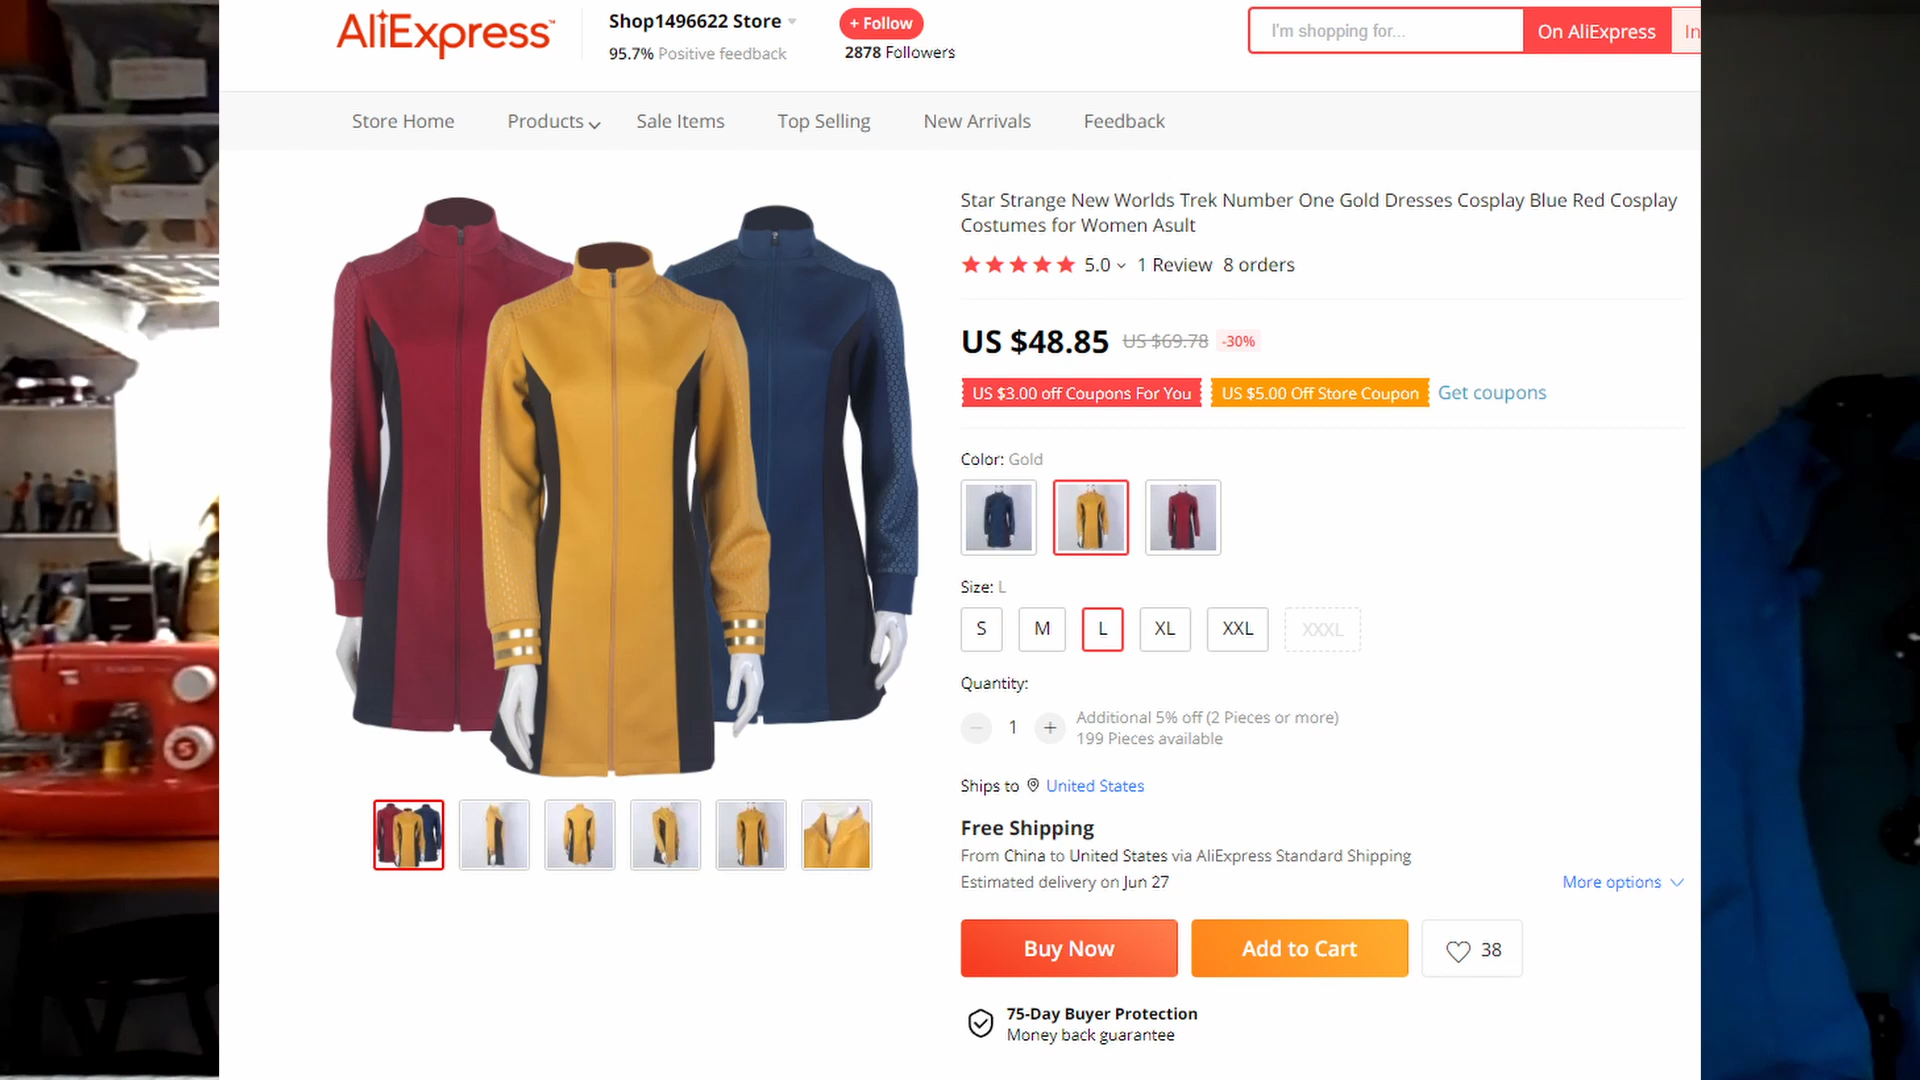 AliExpress™
Shop1496622 Store
95.7% Positive feedback
+ Follow
2878 Followers
I'm shopping for...
On AliExpress
In
Store Home
Products
Sale Items
Top Selling
New Arrivals
Feedback
Star Strange New Worlds Trek Number One Gold Dresses Cosplay Blue Red Cosplay
Costumes for Women Asult
5.0
1 Review
8 orders
US $48.85
US $69.78
-30%
US $3.00 off Coupons For You
US $5.00 Off Store Coupon
Get coupons
Color: Gold
Size: L
S
M
L
XL
XXL
XXXL
Quantity:
1
Additional 5% off (2 Pieces or more)
199 Pieces available
Ships to
United States
Free Shipping
From China to United States via AliExpress Standard Shipping
Estimated delivery on Jun 27
More options
Buy Now
Add to Cart
38
75-Day Buyer Protection
Money back guarantee